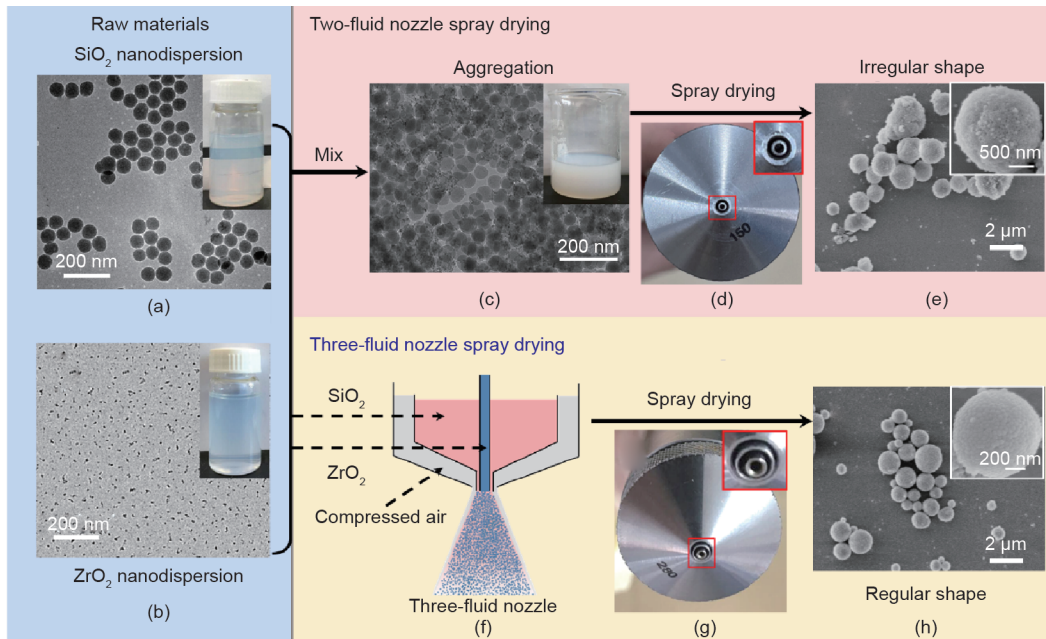 Raw materials
SiO₂ nanodispersion
200 nm
(a)
200 nm
ZrO₂ nanodispersion
(b)
Two-fluid nozzle spray drying
Mix
Aggregation
200 nm
(c)
Spray drying
150
(d)
Irregular shape
500 nm
2 μm
(e)
Three-fluid nozzle spray drying
SiO₂
ZrO₂
Compressed air
Three-fluid nozzle
(f)
Spray drying
250
(g)
200 nm
2 μm
Regular shape
(h)